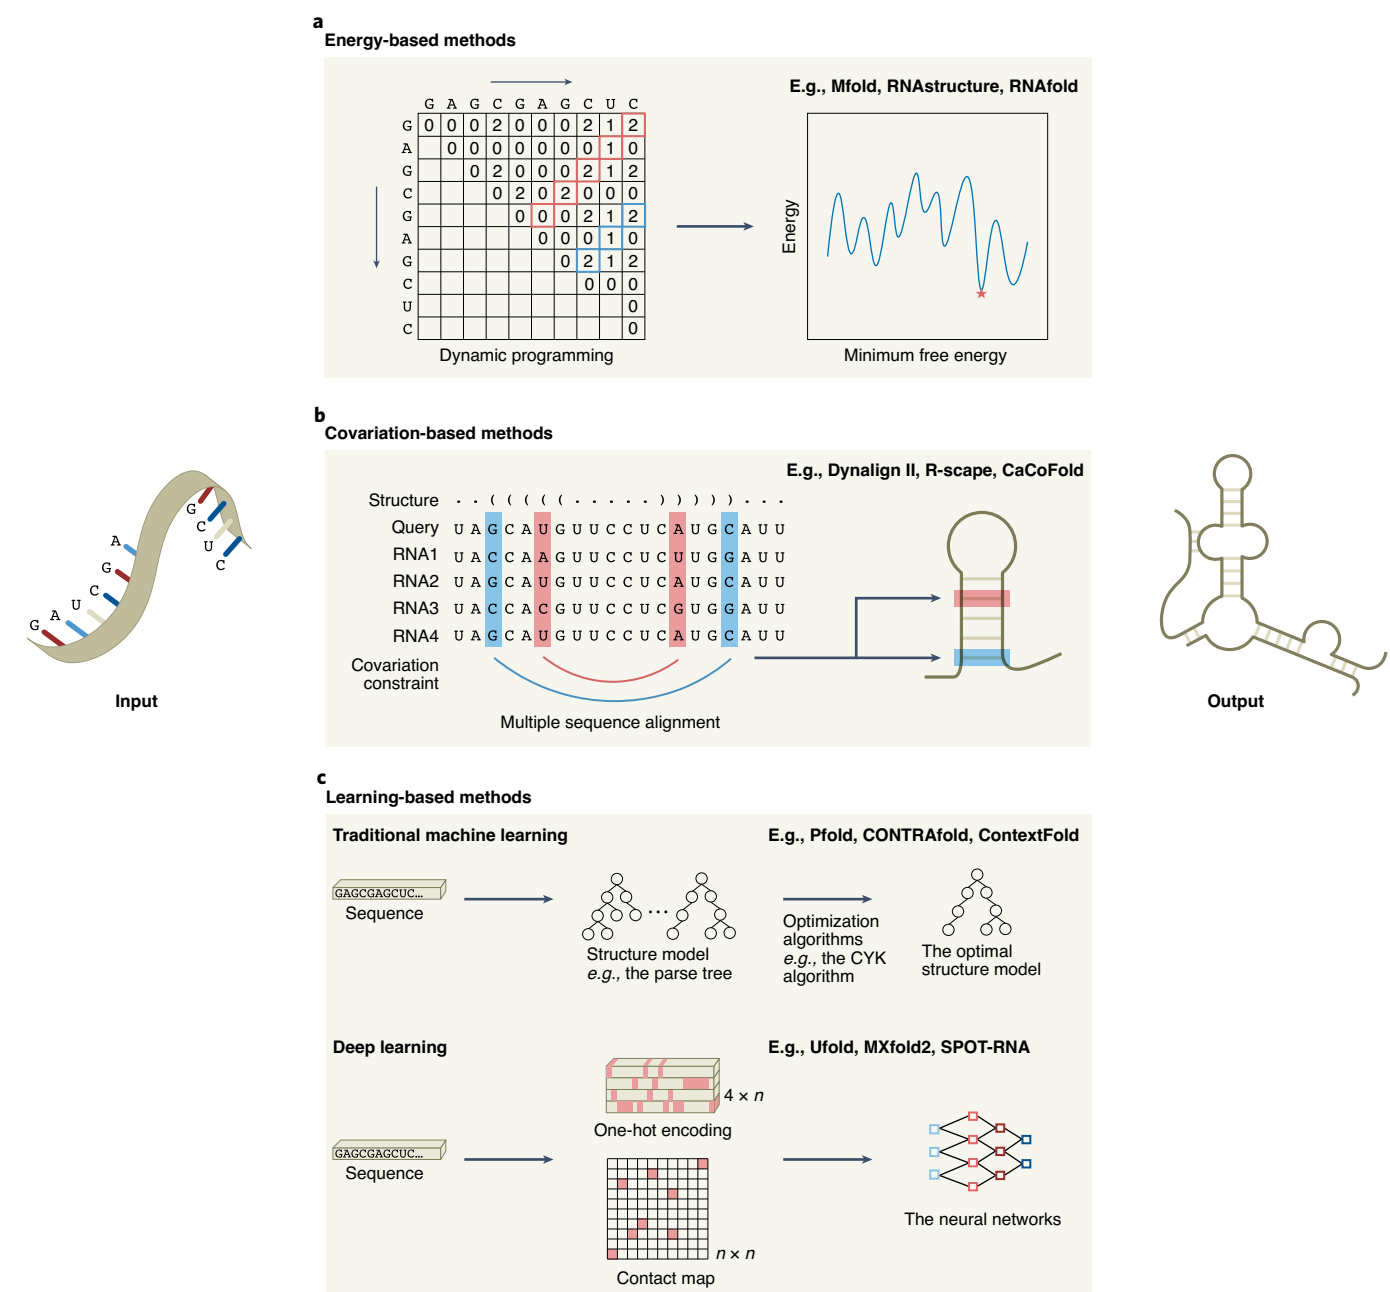 a
Energy-based methods
E.g., Mfold, RNAstructure, RNAfold
G A G C G A G C U C
G 0 0 0 2 0 0 0 2 1 2
A 0 0 0 0 0 0 0 1 0
G 0 2 0 0 0 2 1 2
C 0 2 0 2 0 0 0
G 0 0 0 2 1 2
A 0 0 0 1 0
G 0 2 1 2
C 0 0 0
U 0
C 0
Dynamic programming
Energy
Minimum free energy
b
Covariation-based methods
E.g., Dynalign II, R-scape, CaCoFold
Structure . . ( ( ( ( ( . . . . . ) ) ) ) ) . . .
Query U A G C A U G U U C C U C A U G C A U U
RNA1 U A C C A A G U U C C U C U U G G A U U
RNA2 U A G C A U G U U C C U C A U G C A U U
RNA3 U A C C A C G U U C C U C G U G G A U U
RNA4 U A G C A U G U U C C U C A U G C A U U
Covariation
constraint
Multiple sequence alignment
G A U C G A G C U C
Input
Output
c
Learning-based methods
Traditional machine learning
E.g., Pfold, CONTRAfold, ContextFold
GAGCGAGCUC...
Sequence
...
Structure model
e.g., the parse tree
Optimization
algorithms
e.g., the CYK
algorithm
The optimal
structure model
Deep learning
E.g., Ufold, MXfold2, SPOT-RNA
4 × n
One-hot encoding
GAGCGAGCUC...
Sequence
n × n
Contact map
The neural networks